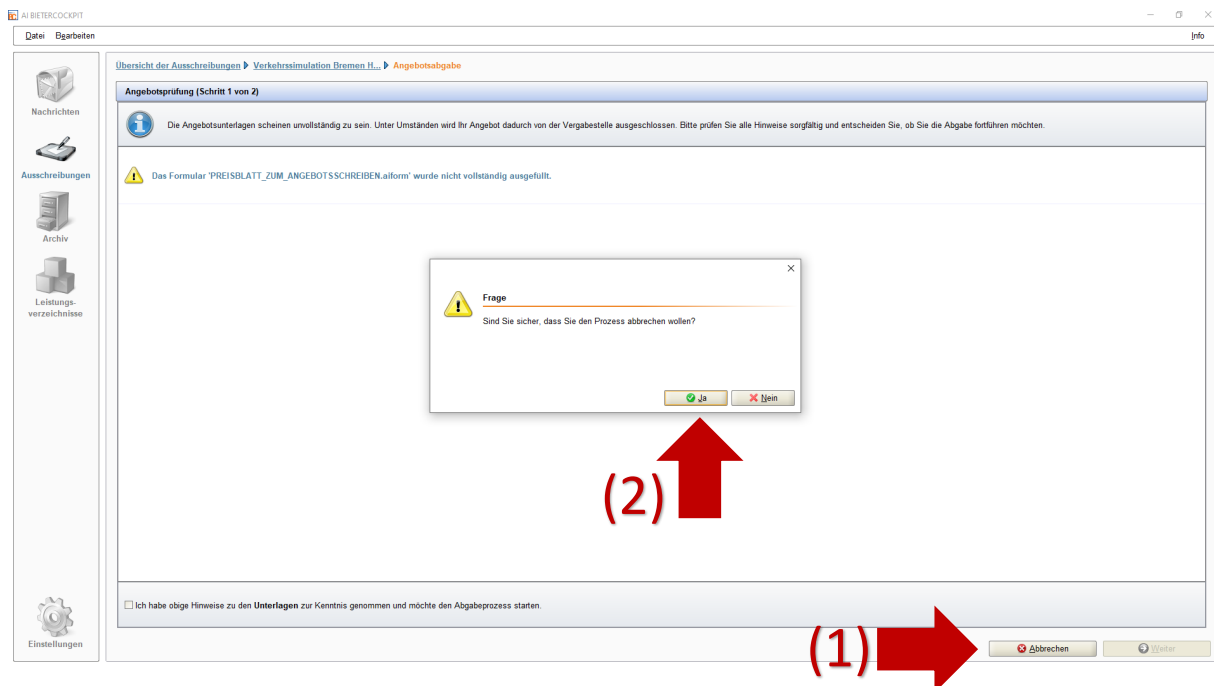 AI BIETERCOCKPIT
Datei Bearbeiten Info
Übersicht der Ausschreibungen Verkehrssimulation Bremen H... Angebotsabgabe
Angebotsprüfung (Schritt 1 von 2)
Nachrichten
Die Angebotsunterlagen scheinen unvollständig zu sein. Unter Umständen wird Ihr Angebot dadurch von der Vergabestelle ausgeschlossen. Bitte prüfen Sie alle Hinweise sorgfältig und entscheiden Sie, ob Sie die Abgabe fortführen möchten.
Ausschreibungen
Das Formular 'PREISBLATT_ZUM_ANGEBOTSSCHREIBEN.aiform' wurde nicht vollständig ausgefüllt.
Archiv
Leistungs-
verzeichnisse
Frage
Sind Sie sicher, dass Sie den Prozess abbrechen wollen?
Ja Nein
(2)
Ich habe obige Hinweise zu den Unterlagen zur Kenntnis genommen und möchte den Abgabeprozess starten.
Einstellungen
(1)
Abbrechen Weiter